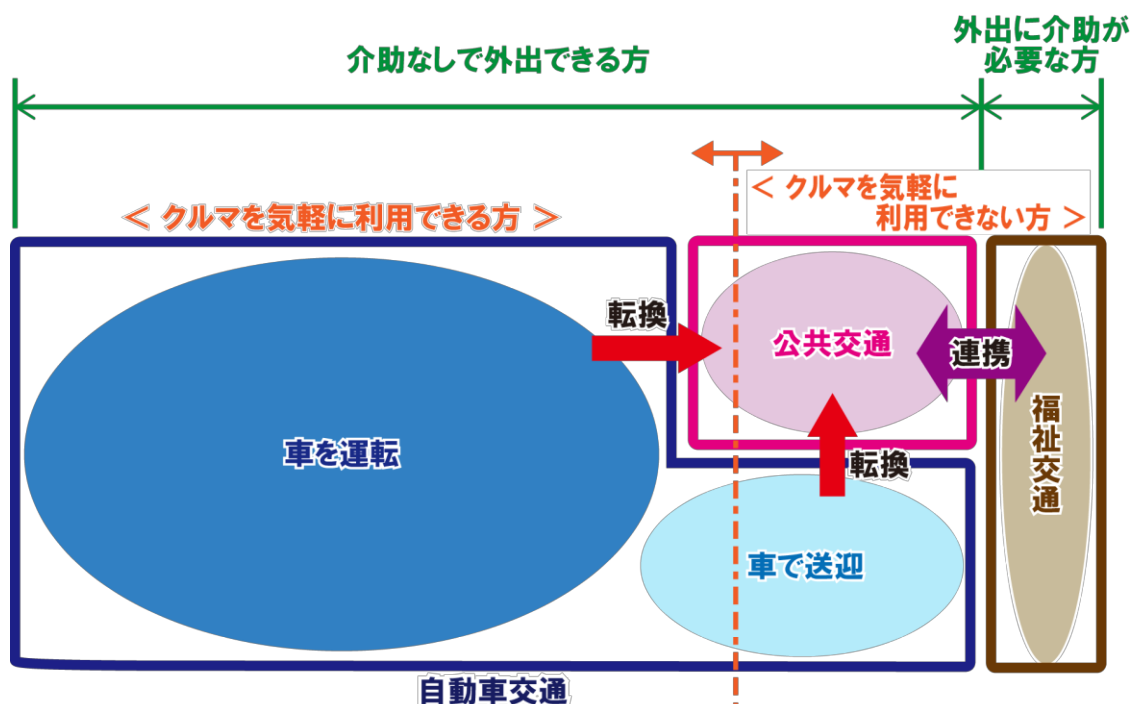 外出に介助が
必要な方
介助なしで外出できる方
＜ クルマを気軽に
利用できない方 ＞
＜ クルマを気軽に利用できる方 ＞
転換
公共交通
連携
福祉交通
車を運転
転換
車で送迎
自動車交通